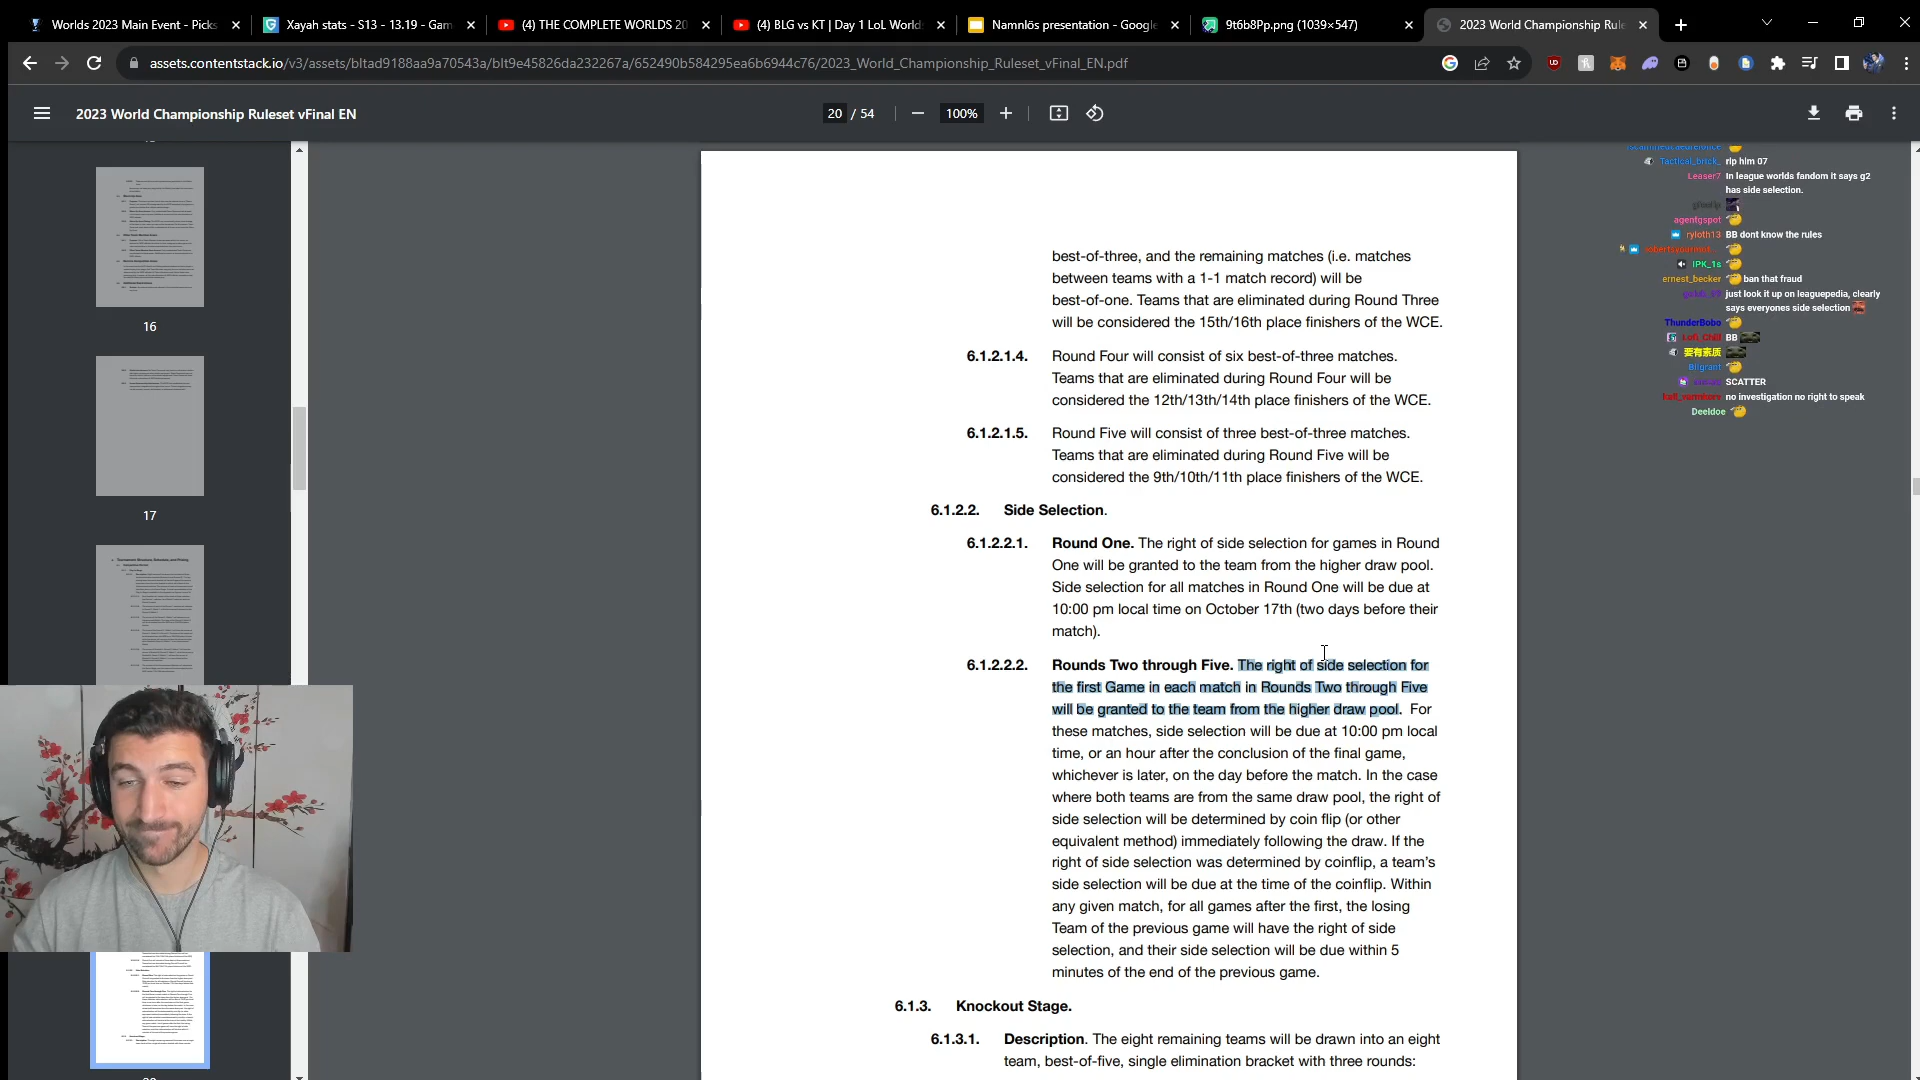 Worlds 2023 Main Event - Picks
Xayah stats - S13 - 13.19 - Gam
(4) THE COMPLETE WORLDS 20
(4) BLG vs KT | Day 1 LoL World
Namnlös presentation - Google
9t6b8Pp.png (1039×547)
2023 World Championship Rule
assets.contentstack.io/v3/assets/bltad9188aa9a70543a/blt9e45826da232267a/652490b584295ea6b6944c76/2023_World_Championship_Ruleset_vFinal_EN.pdf
2023 World Championship Ruleset vFinal EN
20 / 54
100%
16
17
best-of-three, and the remaining matches (i.e. matches
between teams with a 1-1 match record) will be
best-of-one. Teams that are eliminated during Round Three
will be considered the 15th/16th place finishers of the WCE.
6.1.2.1.4. Round Four will consist of six best-of-three matches.
Teams that are eliminated during Round Four will be
considered the 12th/13th/14th place finishers of the WCE.
6.1.2.1.5. Round Five will consist of three best-of-three matches.
Teams that are eliminated during Round Five will be
considered the 9th/10th/11th place finishers of the WCE.
6.1.2.2. Side Selection.
6.1.2.2.1. Round One. The right of side selection for games in Round
One will be granted to the team from the higher draw pool.
Side selection for all matches in Round One will be due at
10:00 pm local time on October 17th (two days before their
match).
6.1.2.2.2. Rounds Two through Five. The right of side selection for
the first Game in each match in Rounds Two through Five
will be granted to the team from the higher draw pool. For
these matches, side selection will be due at 10:00 pm local
time, or an hour after the conclusion of the final game,
whichever is later, on the day before the match. In the case
where both teams are from the same draw pool, the right of
side selection will be determined by coin flip (or other
equivalent method) immediately following the draw. If the
right of side selection was determined by coinflip, a team's
side selection will be due at the time of the coinflip. Within
any given match, for all games after the first, the losing
Team of the previous game will have the right of side
selection, and their side selection will be due within 5
minutes of the end of the previous game.
6.1.3. Knockout Stage.
6.1.3.1. Description. The eight remaining teams will be drawn into an eight
team, best-of-five, single elimination bracket with three rounds:
Tactical_brick_ rip him 07
Leaser7 In league worlds fandom it says g2
has side selection.
agentgspot
ryloth13 BB dont know the rules
IPK_1s
ernest_becker ban that fraud
just look it up on leaguepedia, clearly
says everyones side selection
ThunderBobo
Lufi_Chill BB
要有素质
Bilgrant
SCATTER
no investigation no right to speak
Deeldoe